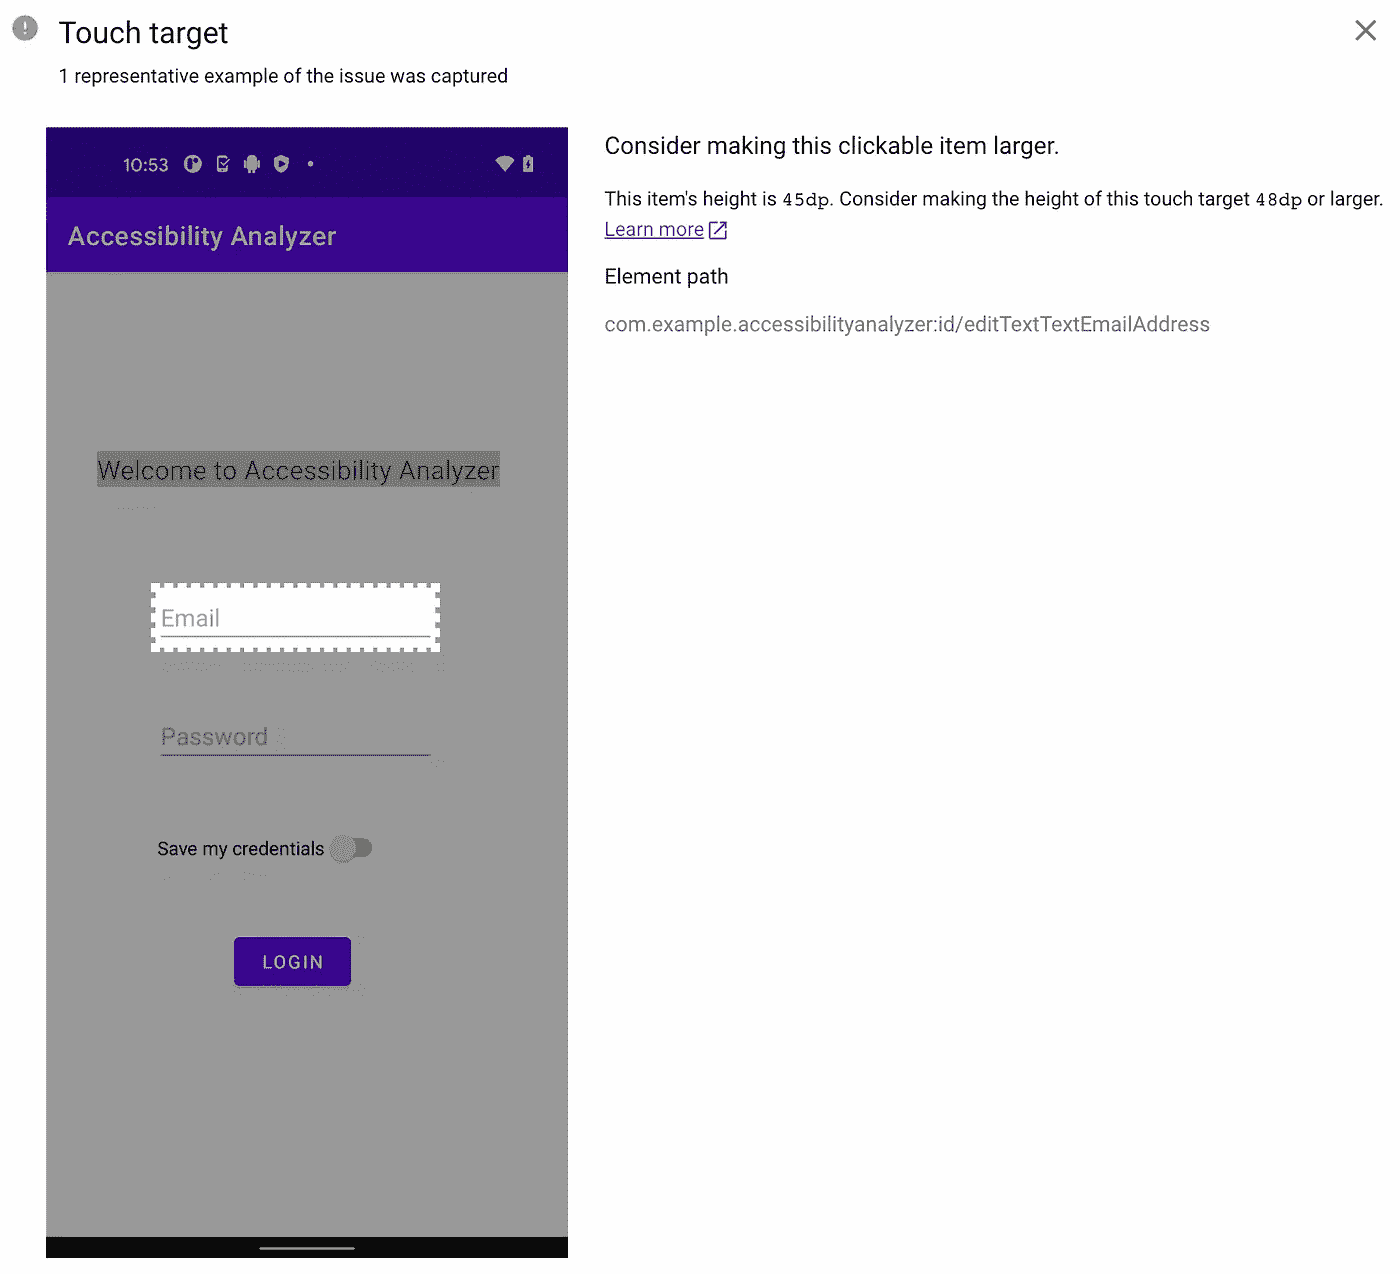 Touch target
1 representative example of the issue was captured
10:53
Accessibility Analyzer
Welcome to Accessibility Analyzer
Email
Password
Save my credentials
LOGIN
Consider making this clickable item larger.
This item's height is 45dp. Consider making the height of this touch target 48dp or larger.
Learn more
Element path
com.example.accessibilityanalyzer:id/editTextTextEmailAddress